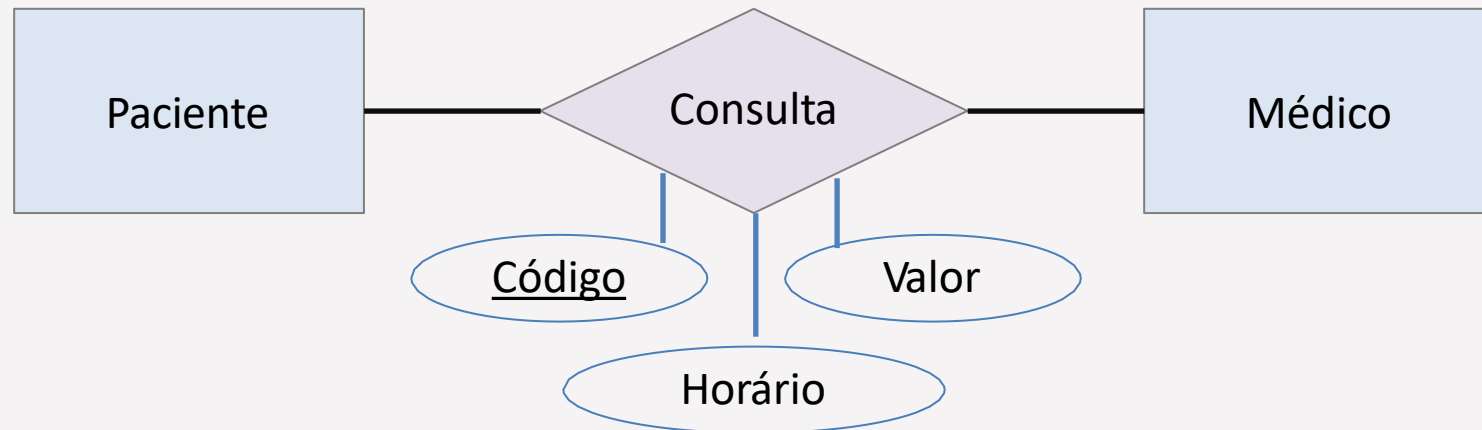 Paciente
Consulta
Médico
Código
Valor
Horário